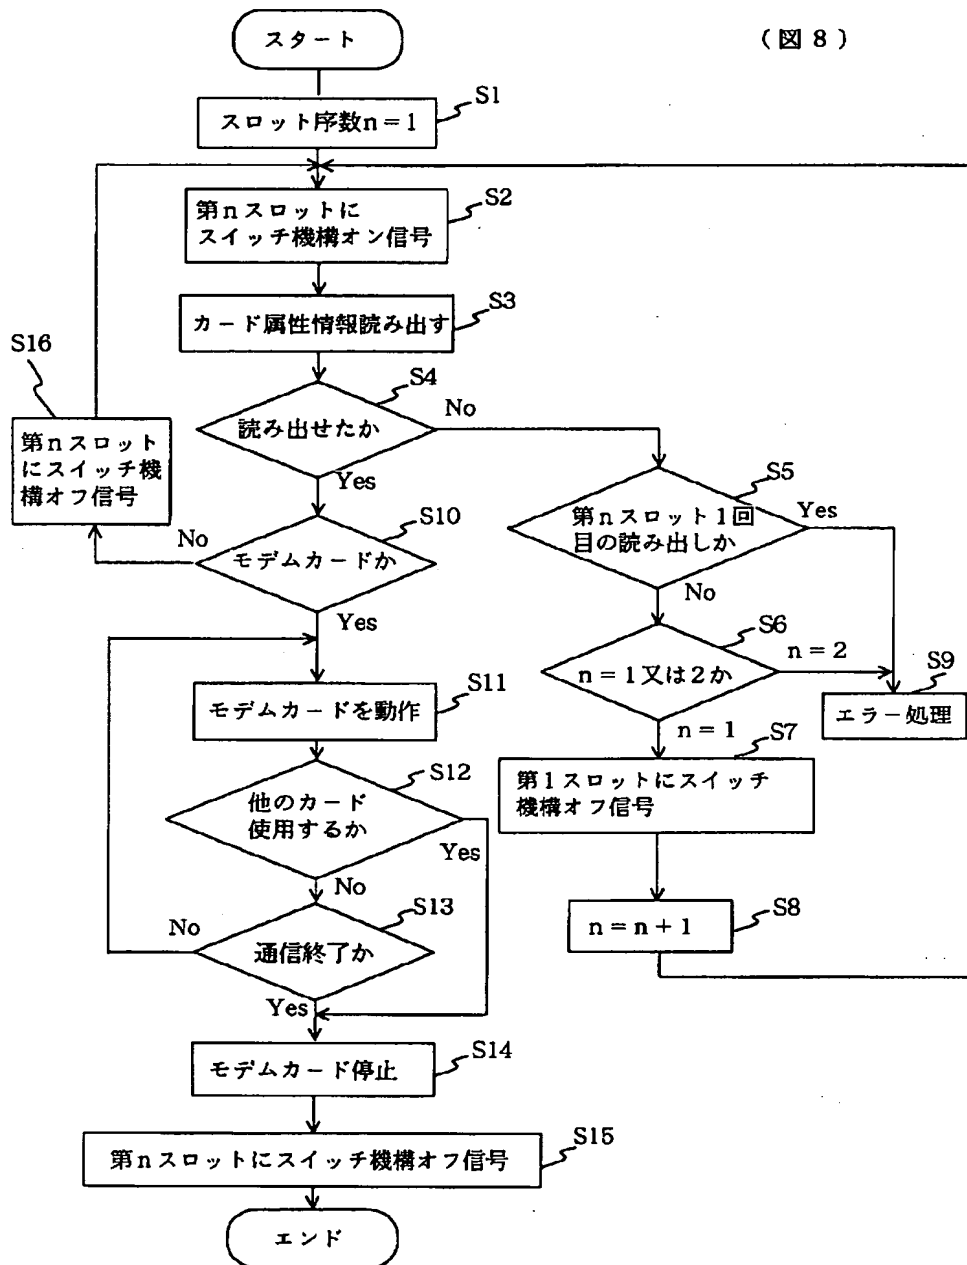 (図8)
スタート
S1
スロット序数n=1
S2
第nスロットに
スイッチ機構オン信号
S3
カード属性情報読み出す
S4
読み出せたか
No
Yes
S16
第nスロット
にスイッチ機
構オフ信号
S10
モデムカードか
No
Yes
S5
第nスロット1回
目の読み出しか
Yes
No
S6
n=1又は2か
n=2
n=1
S9
エラー処理
S7
第1スロットにスイッチ
機構オフ信号
S8
n=n+1
S11
モデムカードを動作
S12
他のカード
使用するか
Yes
No
S13
通信終了か
No
Yes
S14
モデムカード停止
S15
第nスロットにスイッチ機構オフ信号
エンド